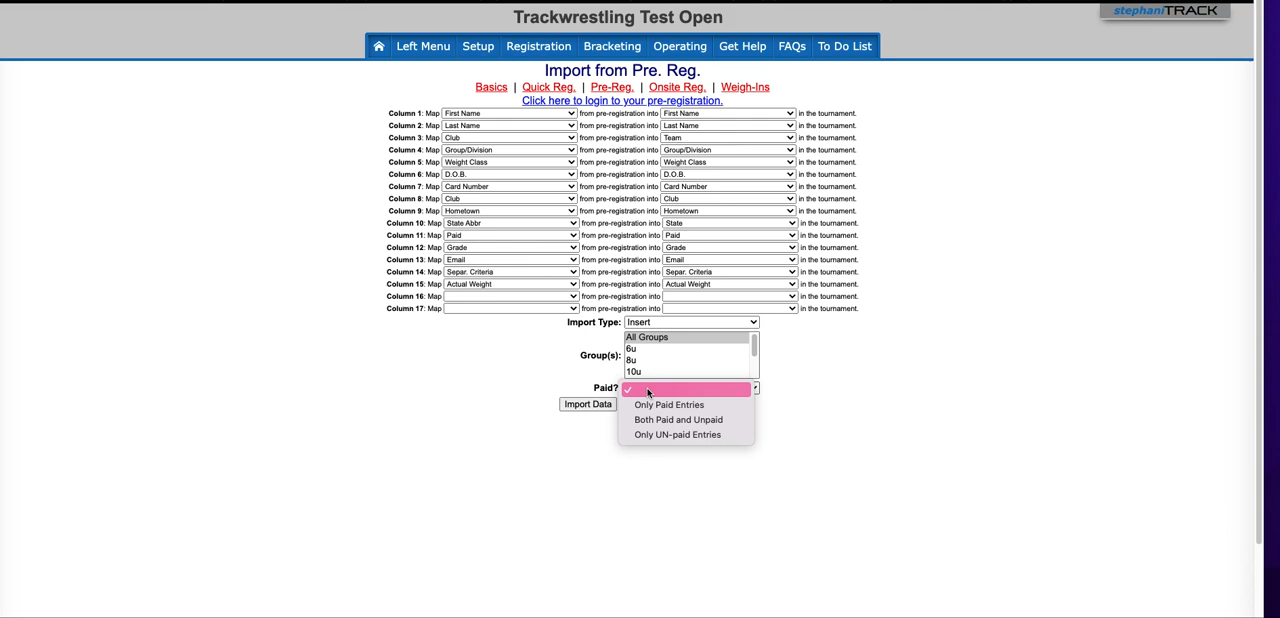 Trackwrestling Test Open
stephaniTRACK
Left Menu Setup Registration Bracketing Operating Get Help FAQs To Do List
Import from Pre. Reg.
Basics | Quick Reg. | Pre-Reg. | Onsite Reg. | Weigh-Ins
Click here to login to your pre-registration.
Column 1: Map First Name from pre-registration into First Name in the tournament.
Column 2: Map Last Name from pre-registration into Last Name in the tournament.
Column 3: Map Club from pre-registration into Team in the tournament.
Column 4: Map Group/Division from pre-registration into Group/Division in the tournament.
Column 5: Map Weight Class from pre-registration into Weight Class in the tournament.
Column 6: Map D.O.B. from pre-registration into D.O.B. in the tournament.
Column 7: Map Card Number from pre-registration into Card Number in the tournament.
Column 8: Map Club from pre-registration into Club in the tournament.
Column 9: Map Hometown from pre-registration into Hometown in the tournament.
Column 10: Map State Abbr from pre-registration into State in the tournament.
Column 11: Map Paid from pre-registration into Paid in the tournament.
Column 12: Map Grade from pre-registration into Grade in the tournament.
Column 13: Map Email from pre-registration into Email in the tournament.
Column 14: Map Separ. Criteria from pre-registration into Separ. Criteria in the tournament.
Column 15: Map Actual Weight from pre-registration into Actual Weight in the tournament.
Column 16: Map from pre-registration into in the tournament.
Column 17: Map from pre-registration into in the tournament.
Import Type: Insert
Group(s): All Groups
6u
8u
10u
Paid?
Import Data
Only Paid Entries
Both Paid and Unpaid
Only UN-paid Entries